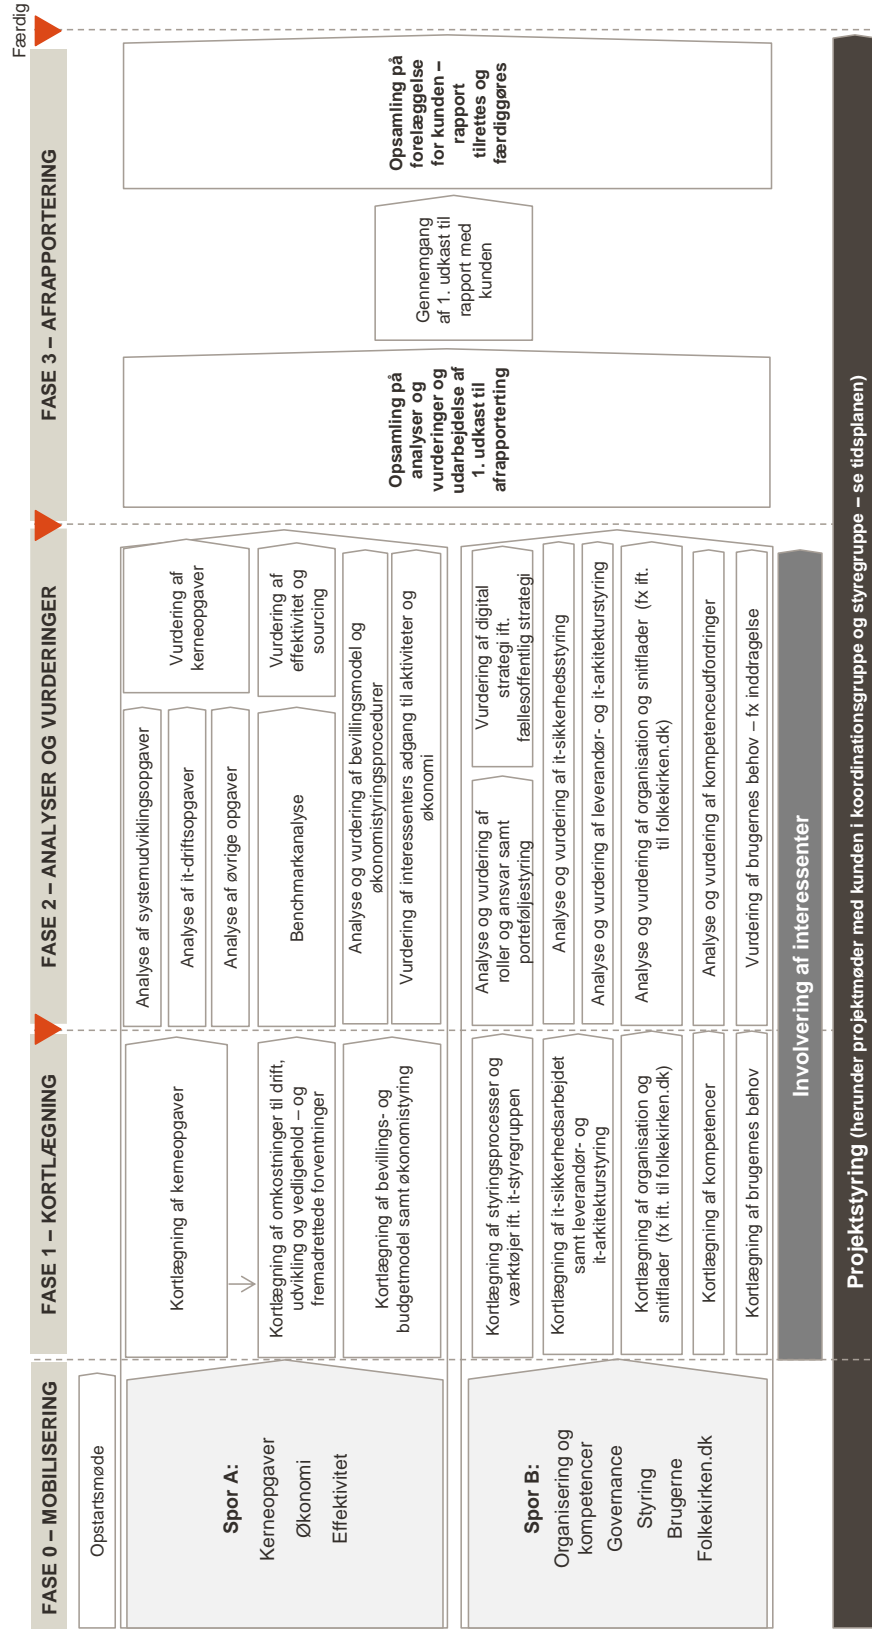 FASE 0 – MOBILISERING
FASE 1 – KORTLÆGNING
FASE 2 – ANALYSER OG VURDERINGER
FASE 3 – AFRAPPORTERING
Færdig
Opstartsmøde
Spor A:
Kerneopgaver
Økonomi
Effektivitet
Kortlægning af kerneopgaver
Kortlægning af omkostninger til drift,
udvikling og vedligehold – og
fremadrettede forventninger
Kortlægning af bevillings- og
budgetmodel samt økonomistyring
Analyse af systemudviklingsopgaver
Analyse af it-driftsopgaver
Analyse af øvrige opgaver
Vurdering af
kerneopgaver
Benchmarkanalyse
Vurdering af
effektivitet og
sourcing
Analyse og vurdering af bevillingsmodel og
økonomistyringsprocedurer
Vurdering af interessenters adgang til aktiviteter og
økonomi
Spor B:
Organisering og
kompetencer
Governance
Styring
Brugerne
Folkekirken.dk
Kortlægning af styringsprocesser og
værktøjer ift. it-styregruppen
Kortlægning af it-sikkerhedsarbejdet
samt leverandør- og
it-arkitekturstyring
Kortlægning af organisation og
snitflader  (fx ift. til folkekirken.dk)
Kortlægning af kompetencer
Kortlægning af brugernes behov
Analyse og vurdering af
roller og ansvar samt
porteføljestyring
Vurdering af digital
strategi ift.
fællesoffentlig strategi
Analyse og vurdering af it-sikkerhedsstyring
Analyse og vurdering af leverandør- og it-arkitekturstyring
Analyse og vurdering af organisation og snitflader  (fx ift.
til folkekirken.dk)
Analyse og vurdering af kompetenceudfordringer
Vurdering af brugernes behov – fx inddragelse
Opsamling på
analyser og
vurderinger og
udarbejdelse af
1. udkast til
afrapporterting
Gennemgang
af 1. udkast til
rapport med
kunden
Opsamling på
forelæggelse
for kunden –
rapport
tilrettes og
færdiggøres
Involvering af interessenter
Projektstyring (herunder projektmøder med kunden i koordinationsgruppe og styregruppe – se tidsplanen)